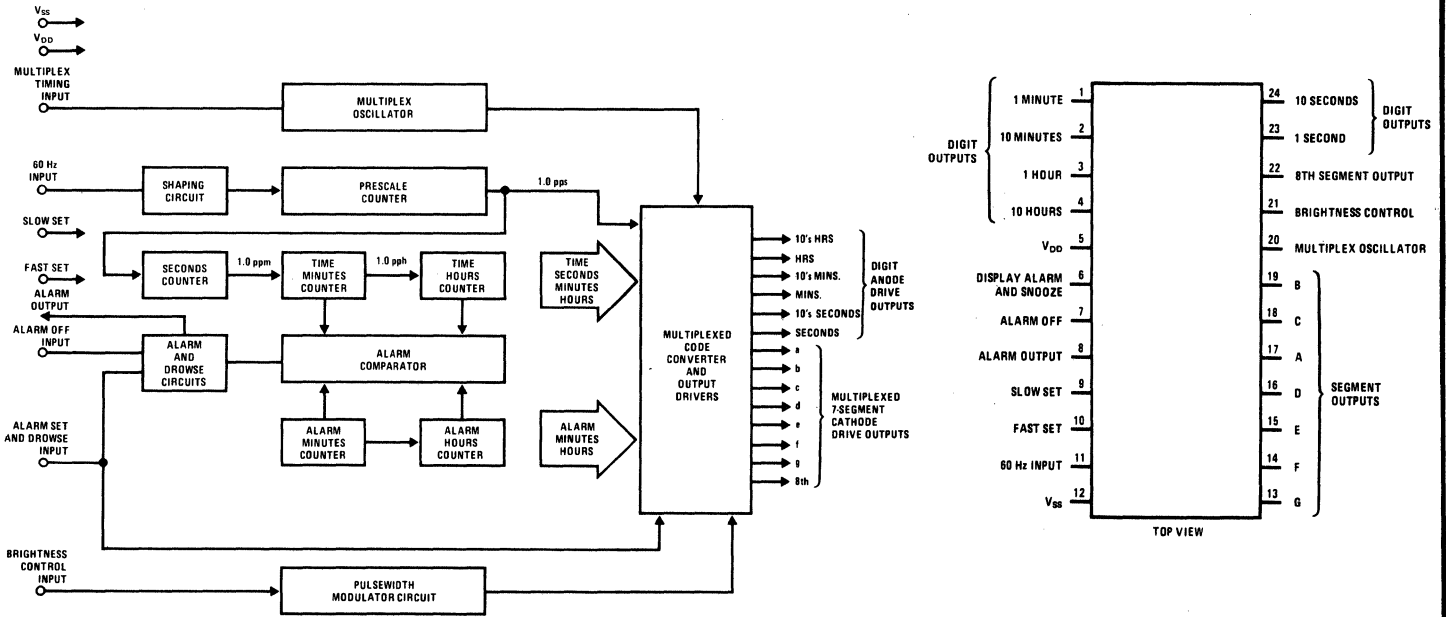 VSS
VDD
MULTIPLEX
TIMING
INPUT
MULTIPLEX
OSCILLATOR
60 Hz
INPUT
SHAPING
CIRCUIT
PRESCALE
COUNTER
1.0 pps
SLOW SET
FAST SET
SECONDS
COUNTER
1.0 ppm
TIME
MINUTES
COUNTER
1.0 pph
TIME
HOURS
COUNTER
TIME
SECONDS
MINUTES
HOURS
ALARM
OUTPUT
ALARM OFF
INPUT
ALARM
AND
DROWSE
CIRCUITS
ALARM
COMPARATOR
ALARM SET
AND DROWSE
INPUT
ALARM
MINUTES
COUNTER
ALARM
HOURS
COUNTER
ALARM
MINUTES
HOURS
BRIGHTNESS
CONTROL
INPUT
PULSEWIDTH
MODULATOR CIRCUIT
MULTIPLEXED
CODE
CONVERTER
AND
OUTPUT
DRIVERS
10's HRS
HRS
10's MINS.
MINS.
10's SECONDS
SECONDS
DIGIT
ANODE
DRIVE
OUTPUTS
a
b
c
d
e
f
g
8th
MULTIPLEXED
7-SEGMENT
CATHODE
DRIVE OUTPUTS
DIGIT
OUTPUTS
1 MINUTE 1
10 MINUTES 2
1 HOUR 3
10 HOURS 4
VDD 5
DISPLAY ALARM
AND SNOOZE 6
ALARM OFF 7
ALARM OUTPUT 8
SLOW SET 9
FAST SET 10
60 Hz INPUT 11
VSS 12
24 10 SECONDS
23 1 SECOND
DIGIT
OUTPUTS
22 8TH SEGMENT OUTPUT
21 BRIGHTNESS CONTROL
20 MULTIPLEX OSCILLATOR
19 B
18 C
17 A
16 D
15 E
14 F
13 G
SEGMENT
OUTPUTS
TOP VIEW